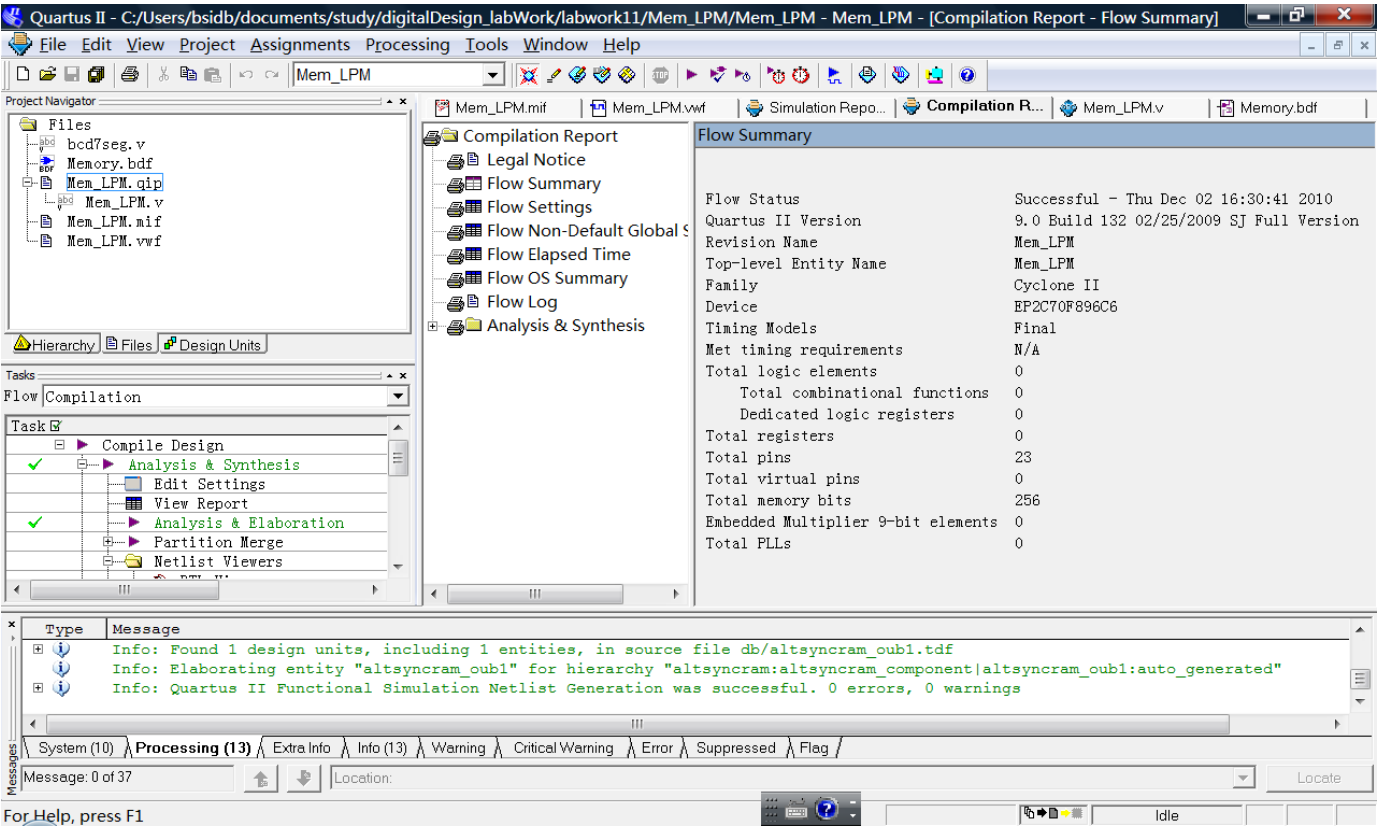 Quartus II - C:/Users/bsidb/documents/study/digitalDesign_labWork/labwork11/Mem_LPM/Mem_LPM - Mem_LPM - [Compilation Report - Flow Summary]
File Edit View Project Assignments Processing Tools Window Help
Mem_LPM
Project Navigator
Files
bcd7seg.v
Memory.bdf
Mem_LPM.qip
Mem_LPM.v
Mem_LPM.mif
Mem_LPM.vwf
Hierarchy Files Design Units
Tasks
Flow: Compilation
Task
Compile Design
Analysis & Synthesis
Edit Settings
View Report
Analysis & Elaboration
Partition Merge
Netlist Viewers
Mem_LPM.mif Mem_LPM.vwf Simulation Repo... Compilation R... Mem_LPM.v Memory.bdf
Compilation Report
Legal Notice
Flow Summary
Flow Settings
Flow Non-Default Global S
Flow Elapsed Time
Flow OS Summary
Flow Log
Analysis & Synthesis
Flow Summary
Flow Status Successful - Thu Dec 02 16:30:41 2010
Quartus II Version 9.0 Build 132 02/25/2009 SJ Full Version
Revision Name Mem_LPM
Top-level Entity Name Mem_LPM
Family Cyclone II
Device EP2C70F896C6
Timing Models Final
Met timing requirements N/A
Total logic elements 0
Total combinational functions 0
Dedicated logic registers 0
Total registers 0
Total pins 23
Total virtual pins 0
Total memory bits 256
Embedded Multiplier 9-bit elements 0
Total PLLs 0
Type Message
Info: Found 1 design units, including 1 entities, in source file db/altsyncram_oub1.tdf
Info: Elaborating entity "altsyncram_oub1" for hierarchy "altsyncram:altsyncram_component|altsyncram_oub1:auto_generated"
Info: Quartus II Functional Simulation Netlist Generation was successful. 0 errors, 0 warnings
System (10) Processing (13) Extra Info Info (13) Warning Critical Warning Error Suppressed Flag
Messages
Message: 0 of 37 Location: Locate
For Help, press F1 Idle